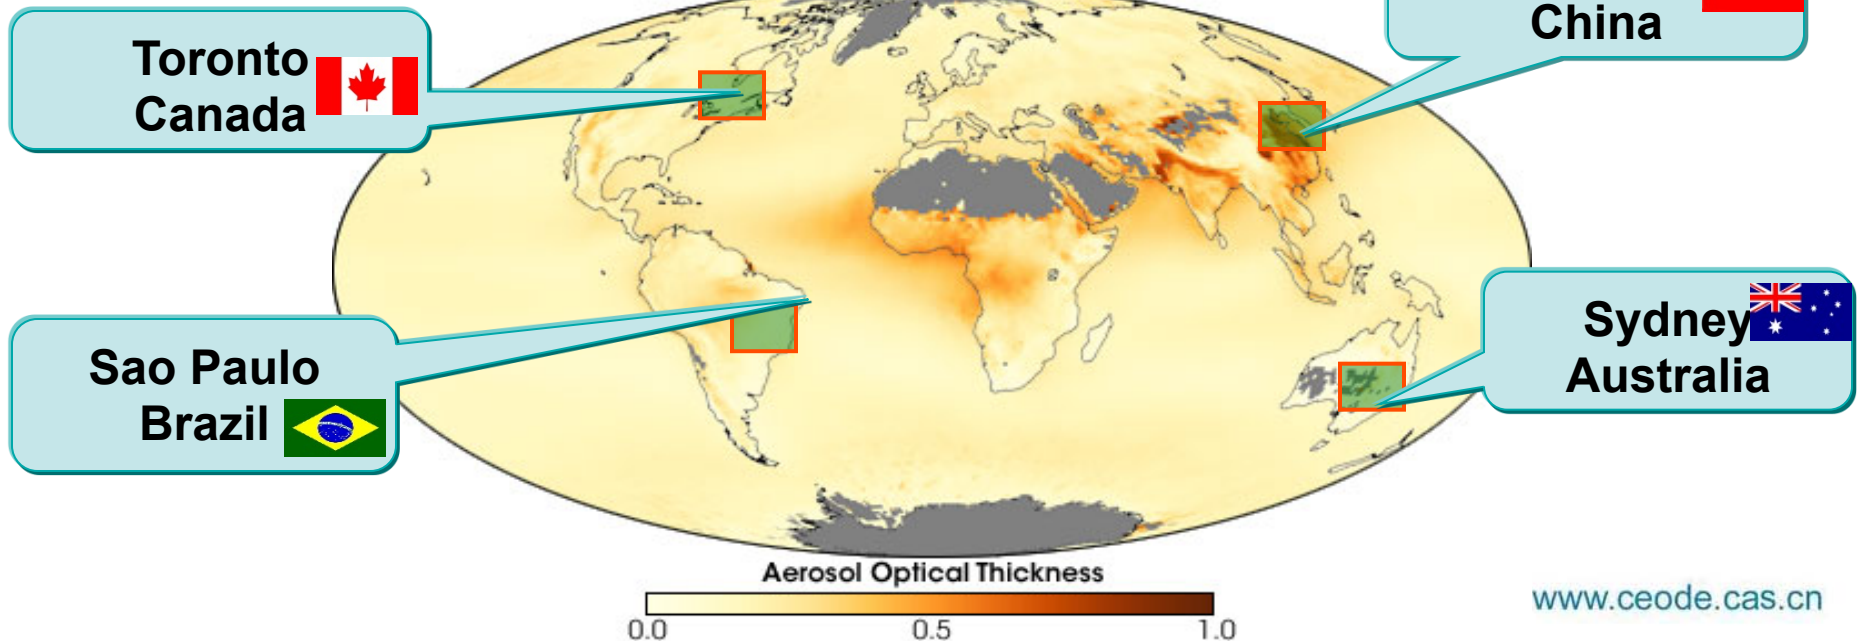 Toronto
Canada
China
Sao Paulo
Brazil
Sydney
Australia
Aerosol Optical Thickness
0.0 0.5 1.0
www.ceode.cas.cn